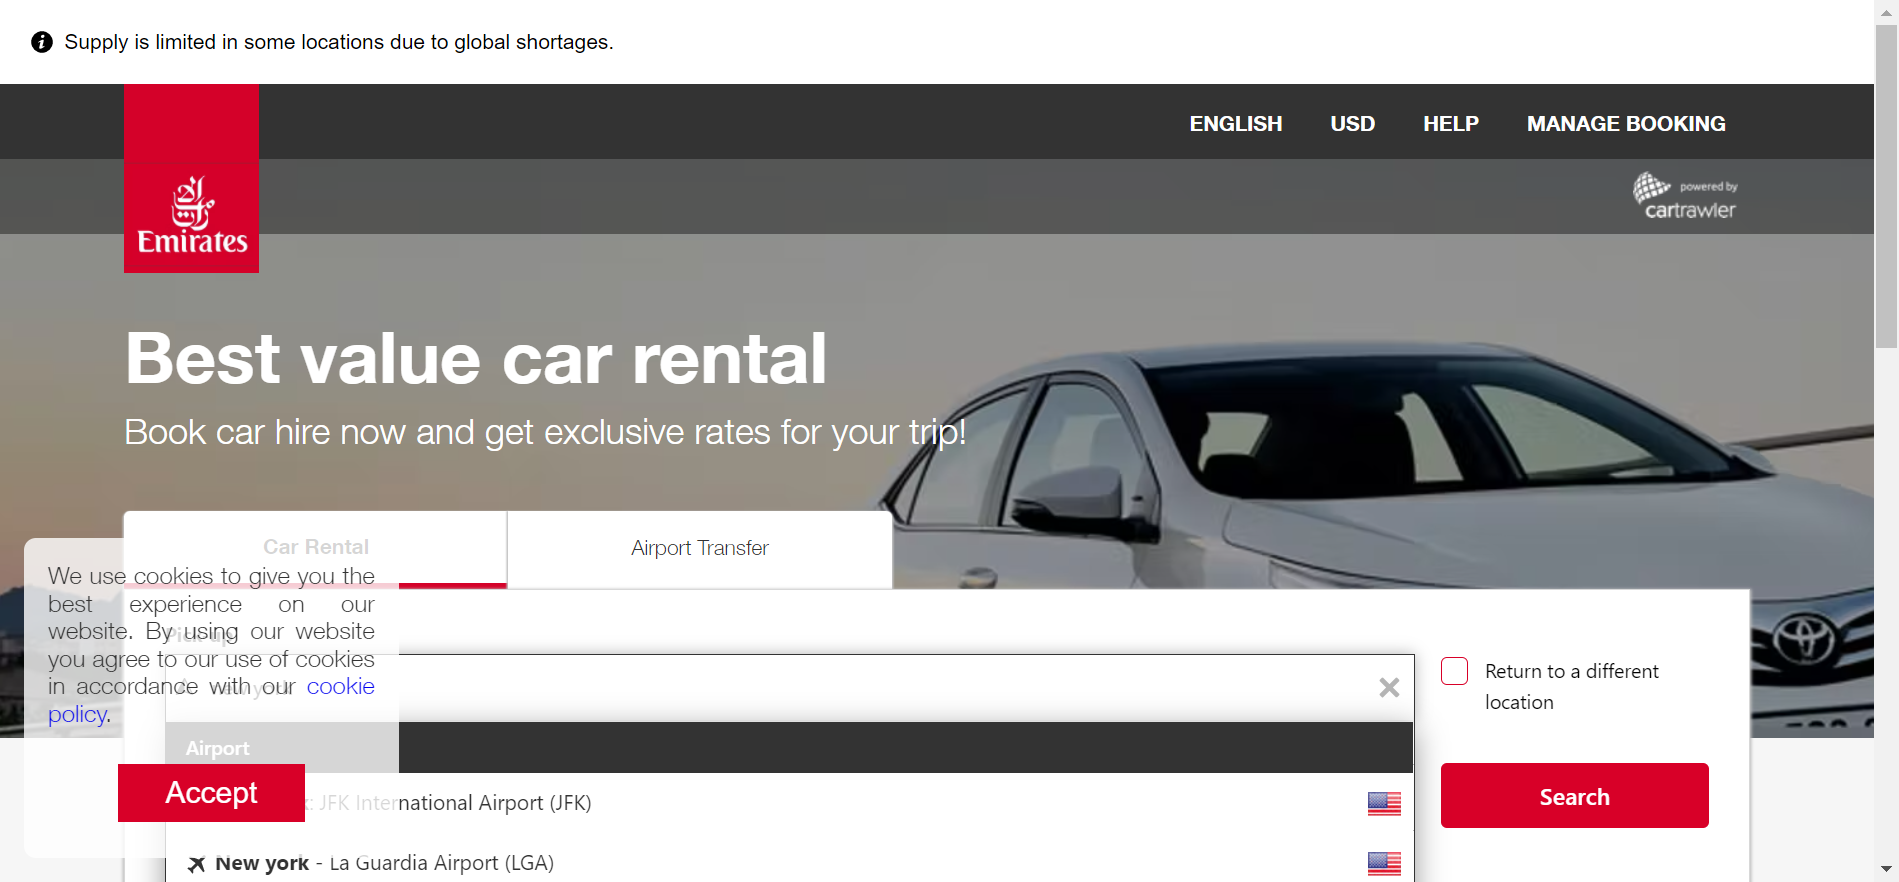 Supply is limited in some locations due to global shortages.
ENGLISH USD HELP MANAGE BOOKING
powered by
cartrawler
Emirates
Best value car rental
Book car hire now and get exclusive rates for your trip!
Car Rental
Airport Transfer
We use cookies to give you the
best experience on our
website. By using our website
you agree to our use of cookies
in accordance with our cookie
policy.
Accept
Pick-up
new york
Airport
: JFK International Airport (JFK)
New york - La Guardia Airport (LGA)
Return to a different
location
Search